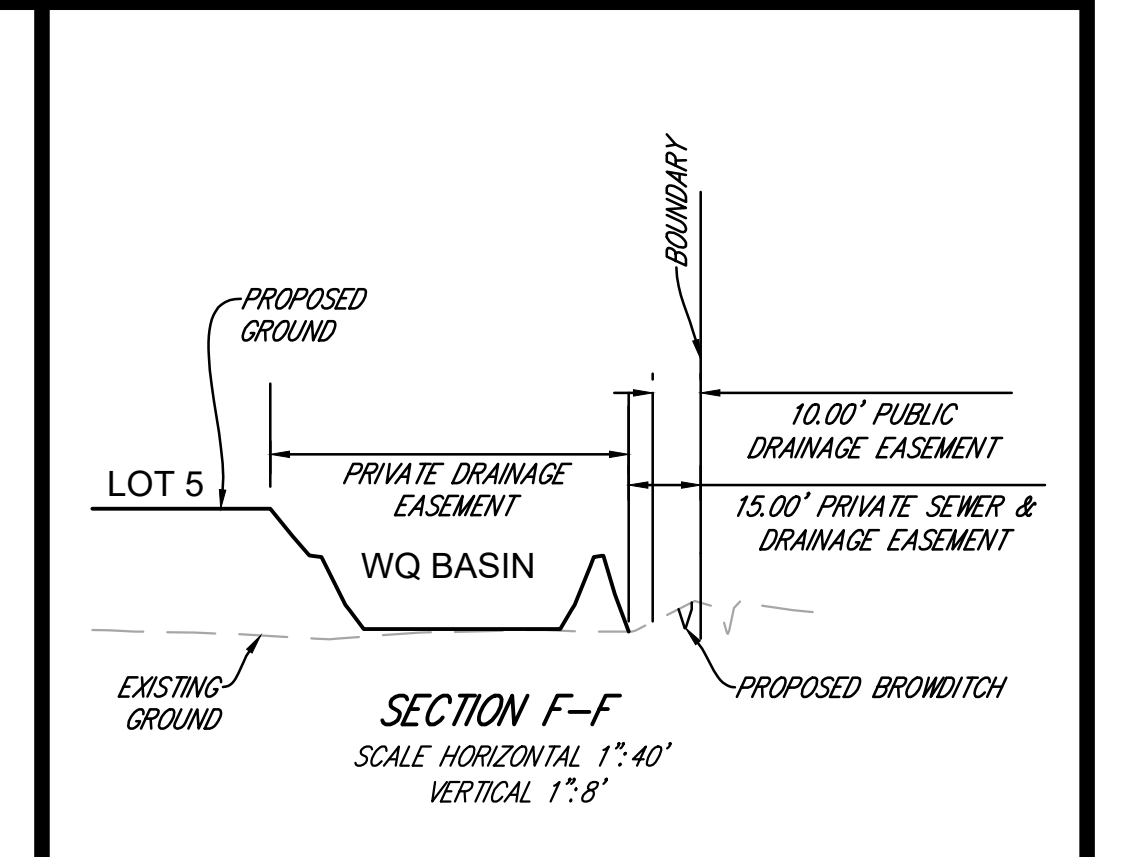 BOUNDARY
PROPOSED
GROUND
10.00' PUBLIC
DRAINAGE EASEMENT
LOT 5
PRIVATE DRAINAGE
EASEMENT
15.00' PRIVATE SEWER &
DRAINAGE EASEMENT
WQ BASIN
EXISTING
GROUND
PROPOSED BROWDITCH
SECTION F-F
SCALE HORIZONTAL 1":40'
VERTICAL 1":8'